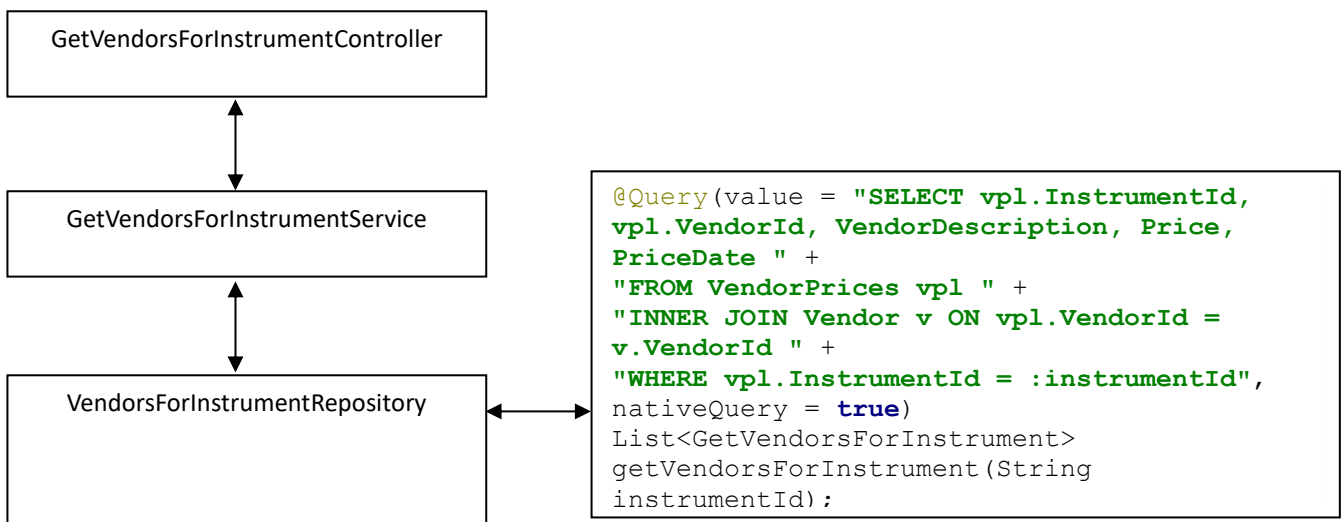 GetVendorsForInstrumentController
GetVendorsForInstrumentService
VendorsForInstrumentRepository
@Query(value = "SELECT vpl.InstrumentId,
vpl.VendorId, VendorDescription, Price,
PriceDate " +
"FROM VendorPrices vpl " +
"INNER JOIN Vendor v ON vpl.VendorId =
v.VendorId " +
"WHERE vpl.InstrumentId = :instrumentId",
nativeQuery = true)
List<GetVendorsForInstrument>
getVendorsForInstrument(String
instrumentId);